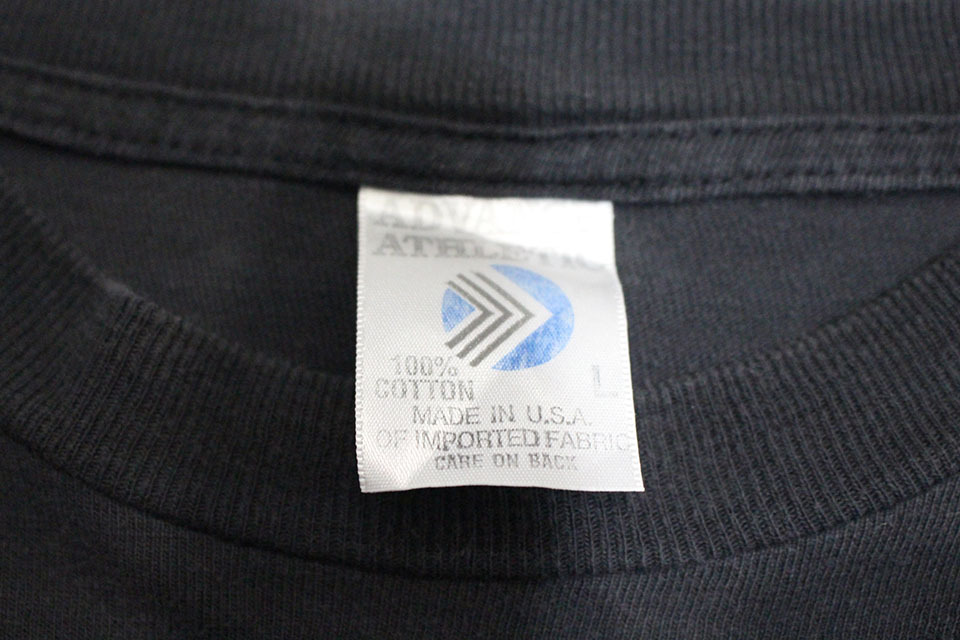 ATHLETIC
100%
COTTON
L
MADE IN U.S.A.
OF IMPORTED FABRIC
CARE ON BACK